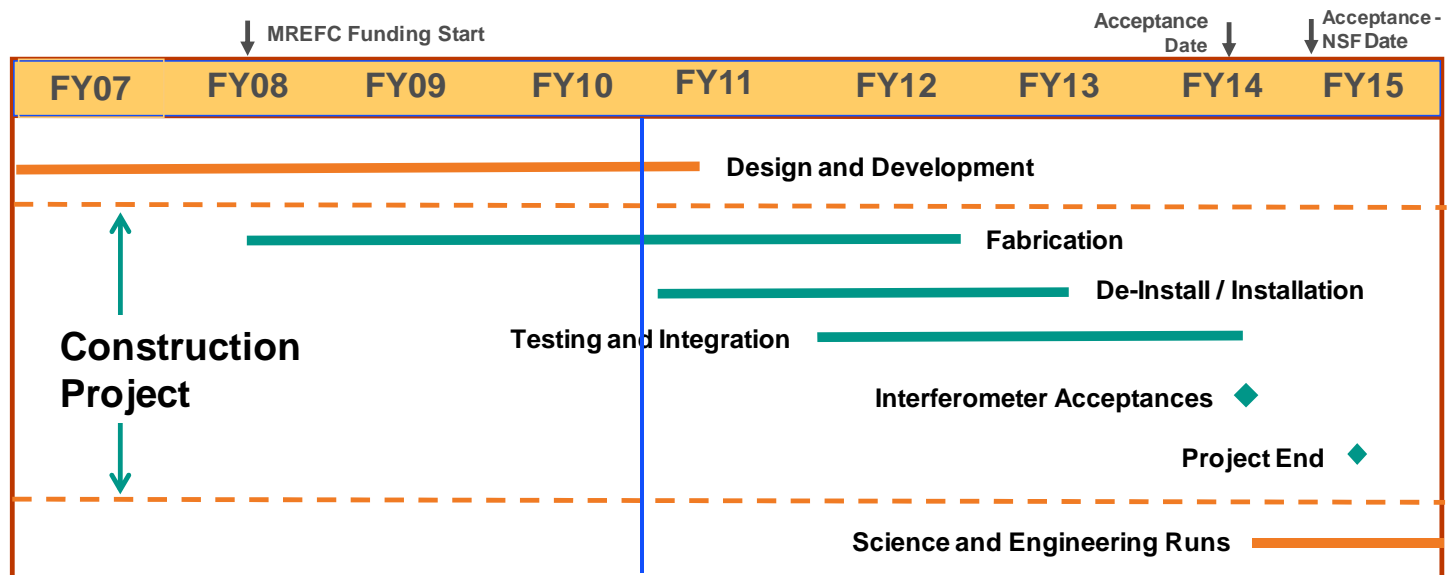 MREFC Funding Start
Acceptance
Date
Acceptance -
NSF Date
FY07 FY08 FY09 FY10 FY11 FY12 FY13 FY14 FY15
Design and Development
Fabrication
De-Install / Installation
Testing and Integration
Construction
Project
Interferometer Acceptances
Project End
Science and Engineering Runs